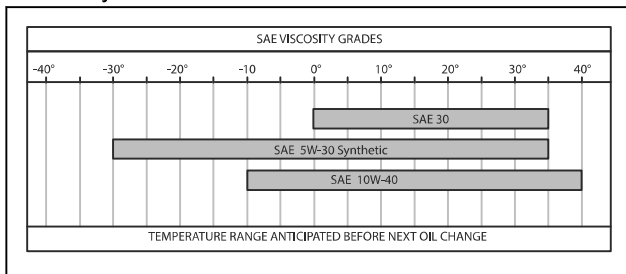 SAE VISCOSITY GRADES
-40° -30° -20° -10 0° 10° 20° 30° 40°
SAE 30
SAE 5W-30 Synthetic
SAE 10W-40
TEMPERATURE RANGE ANTICIPATED BEFORE NEXT OIL CHANGE